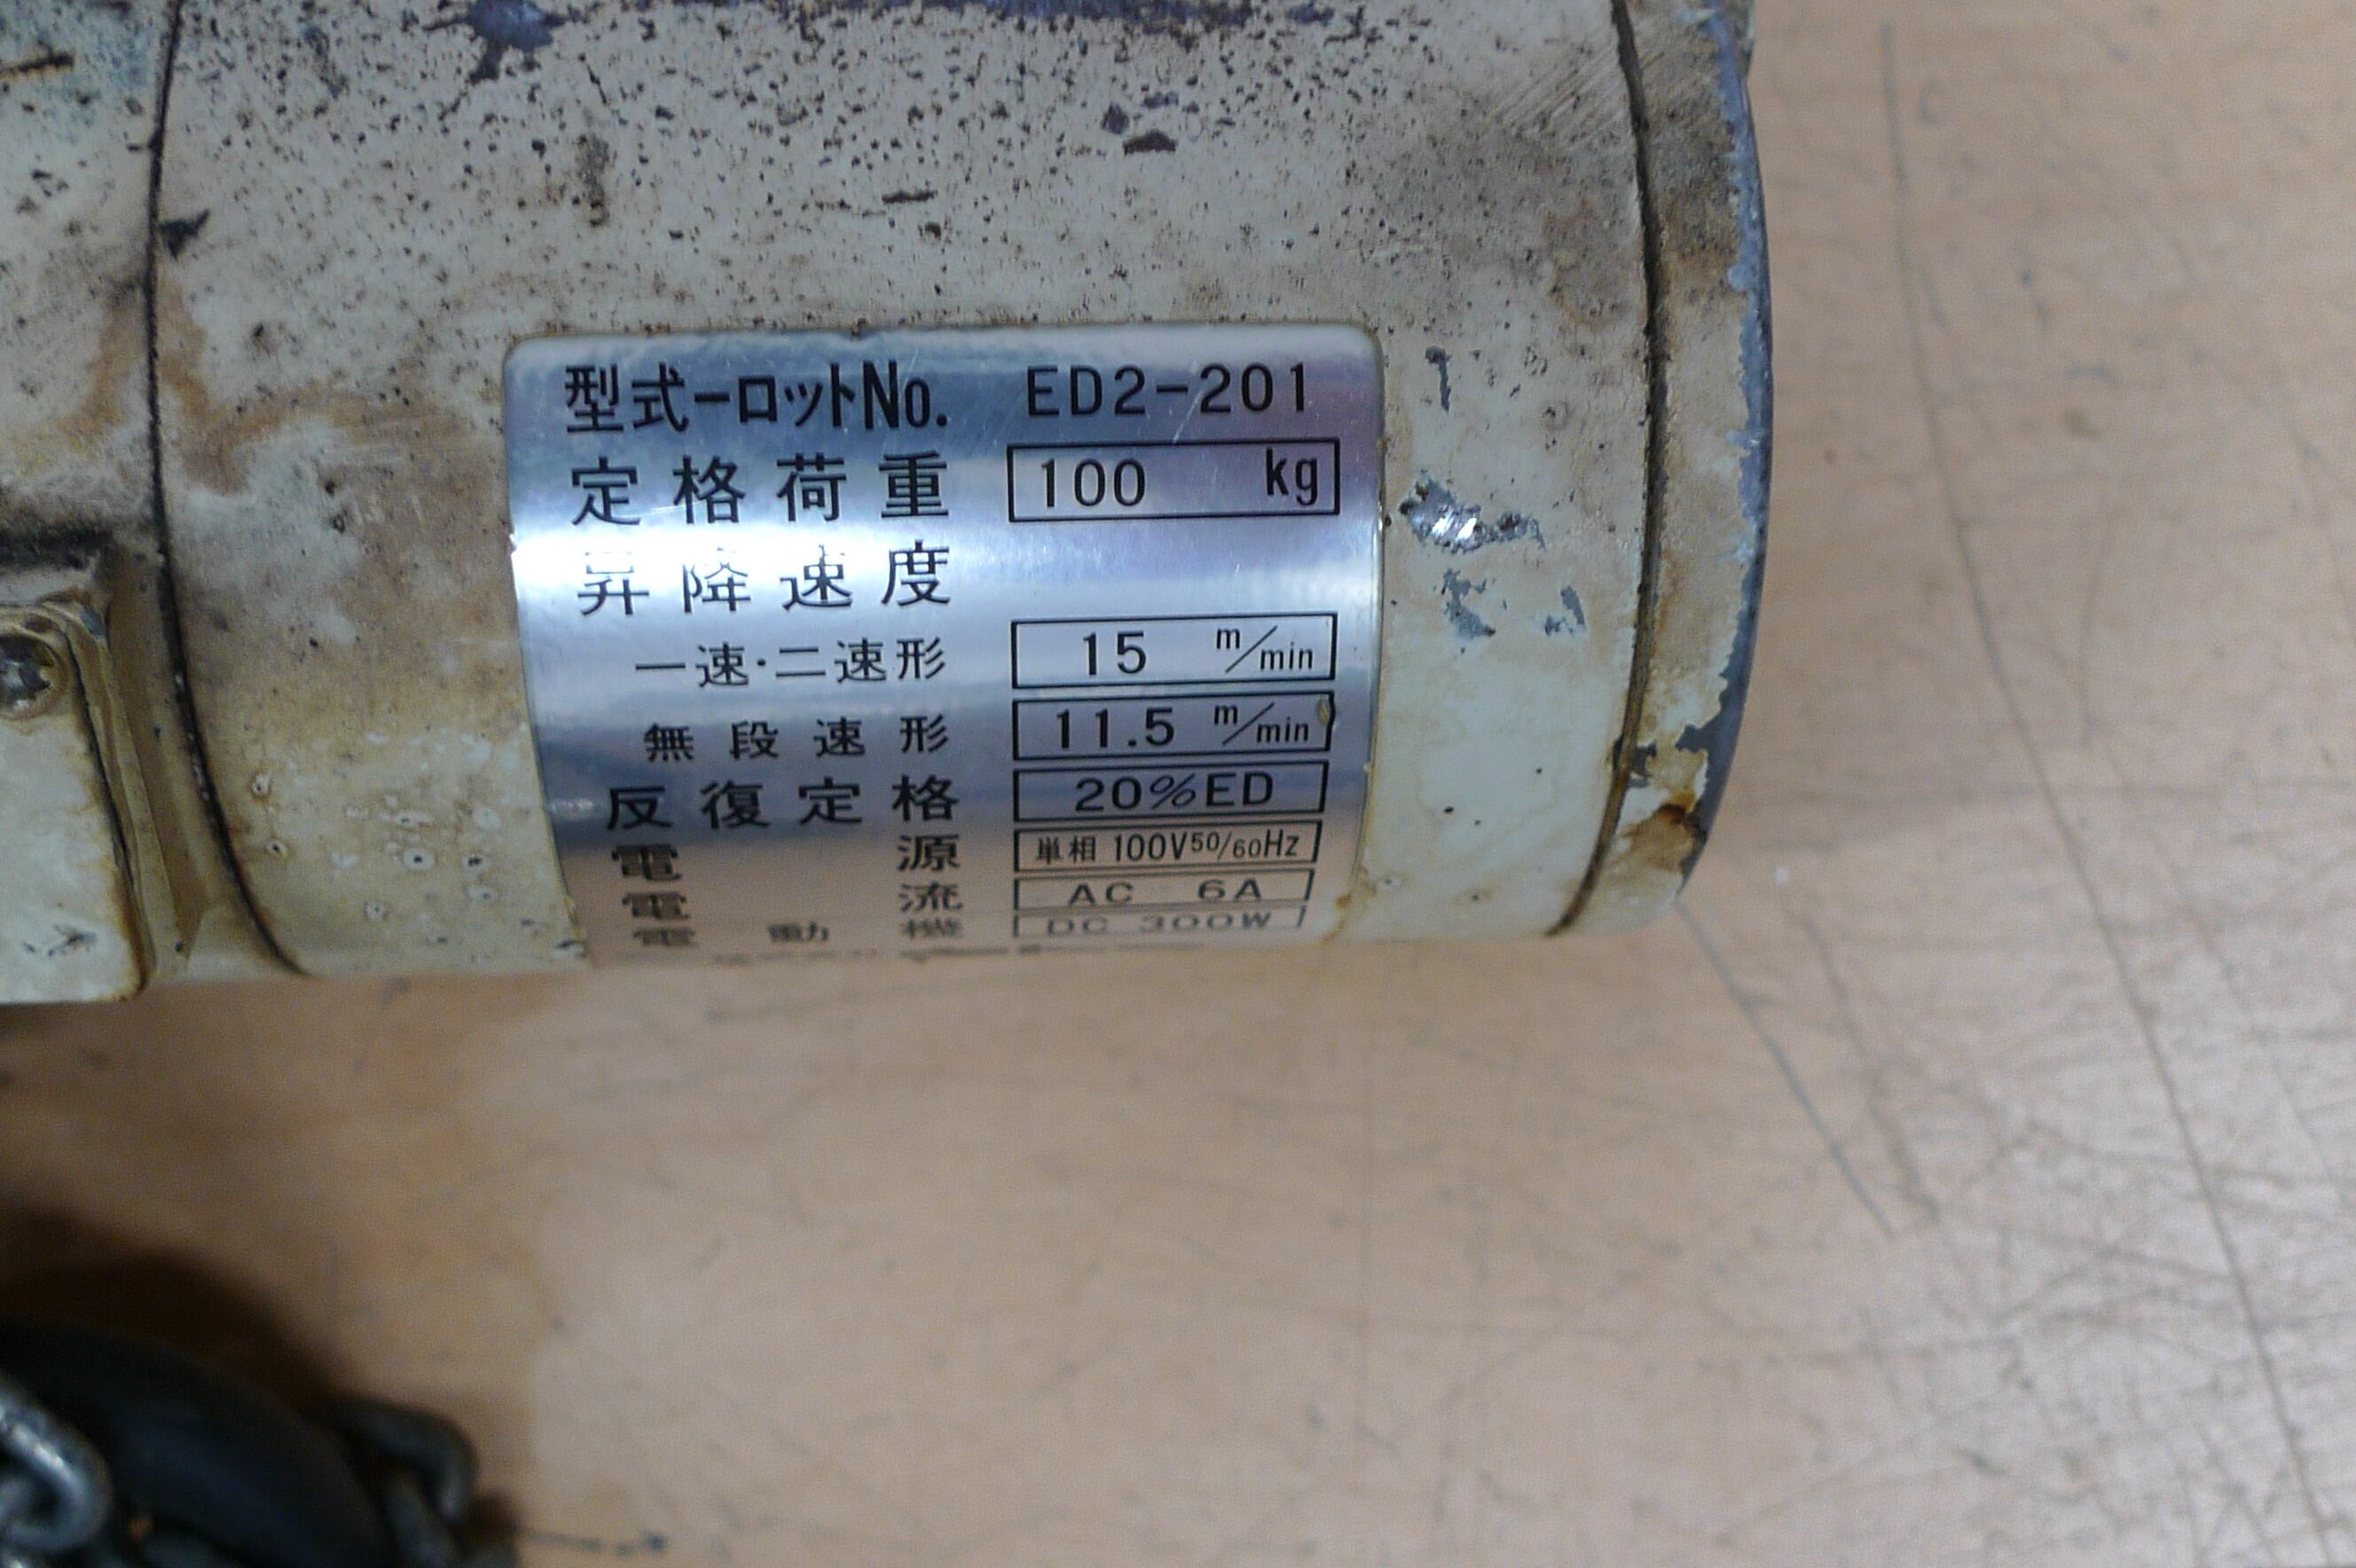 型式-ロットNo. ED2-201
定格荷重 100 kg
昇降速度
一速·二速形 15 m/min
無段速形 11.5 m/min
反復定格 20%ED
電源 単相 100V 50/60Hz
電流 AC 6A
電動機 DC 300W